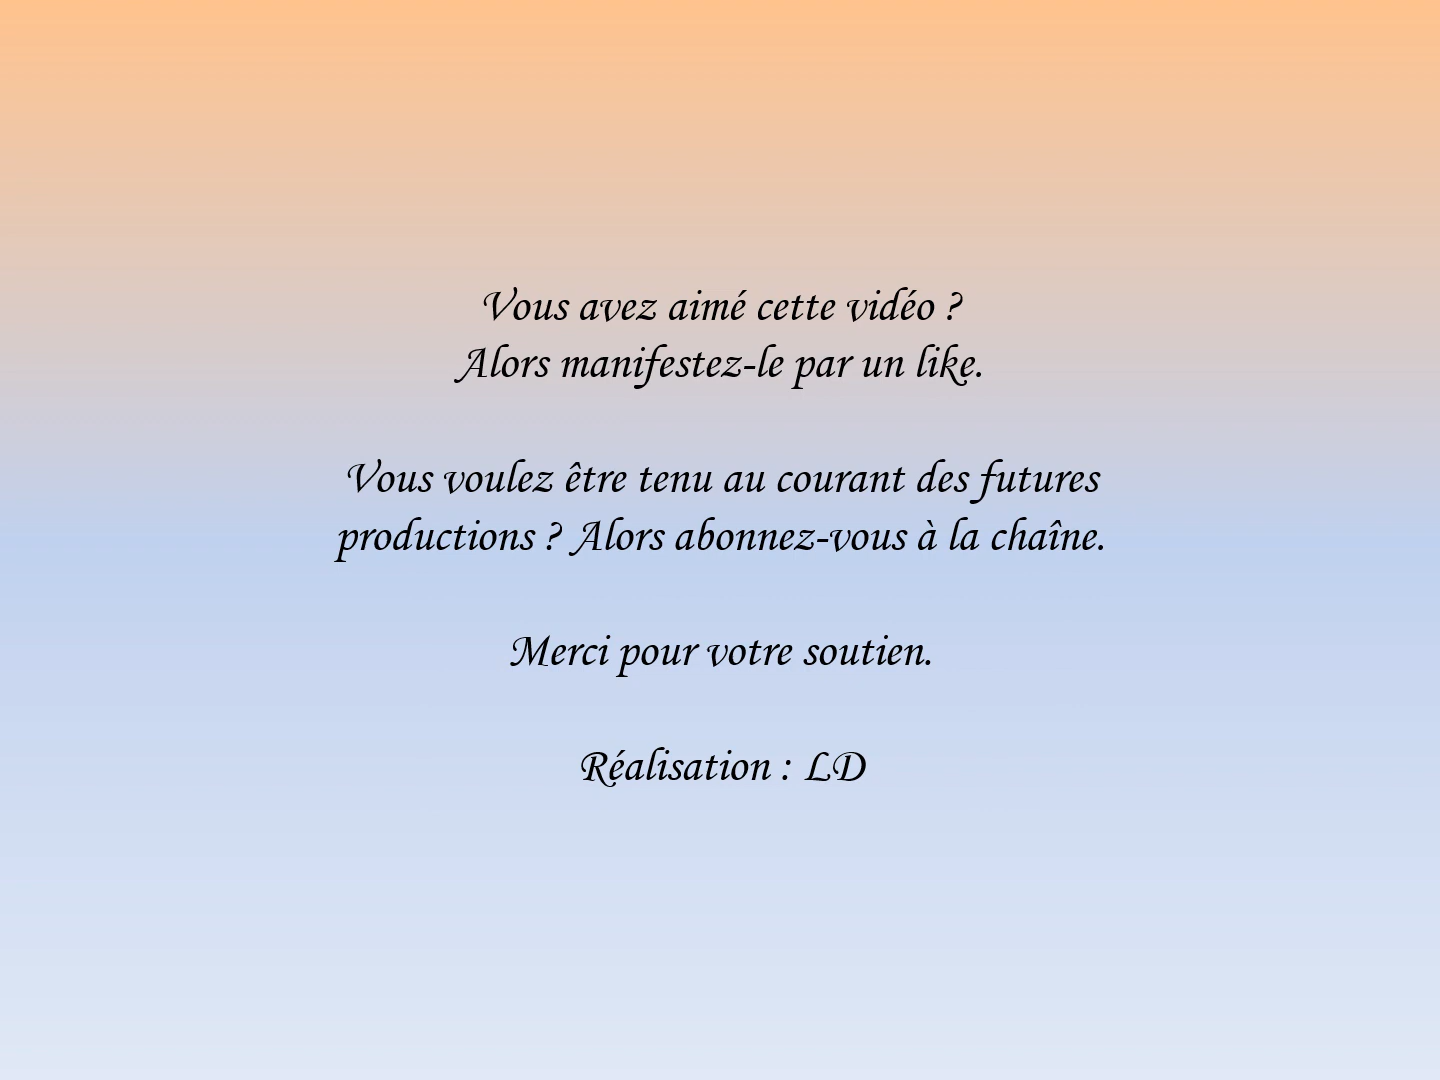 Vous avez aimé cette vidéo ?
Alors manifestez-le par un like.
Vous voulez être tenu au courant des futures
productions ? Alors abonnez-vous à la chaîne.
Merci pour votre soutien.
Réalisation : LD